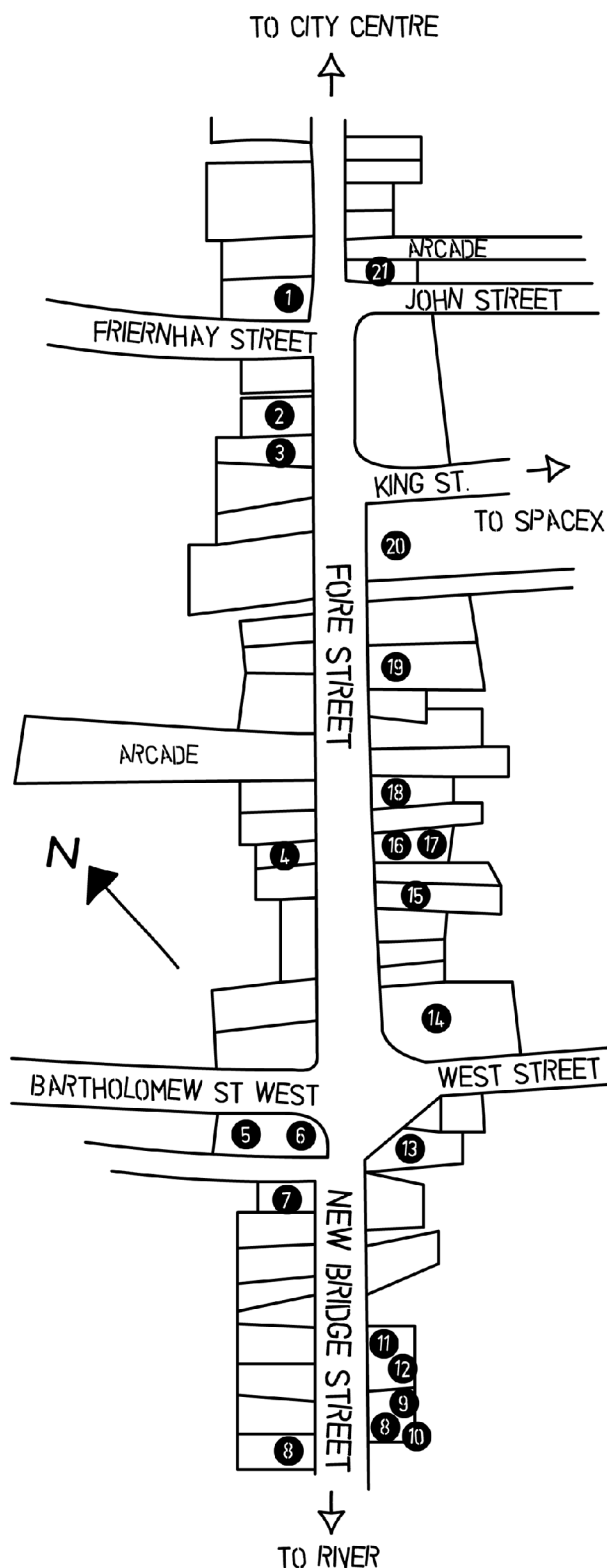 TO CITY CENTRE
ARCADE
21
1
JOHN STREET
FRIERNHAY STREET
2
3
KING ST.
TO SPACEX
20
FORE STREET
19
ARCADE
18
N
4
16
17
15
14
BARTHOLOMEW ST WEST
WEST STREET
5
6
13
7
NEW BRIDGE STREET
11
12
9
8
10
8
TO RIVER